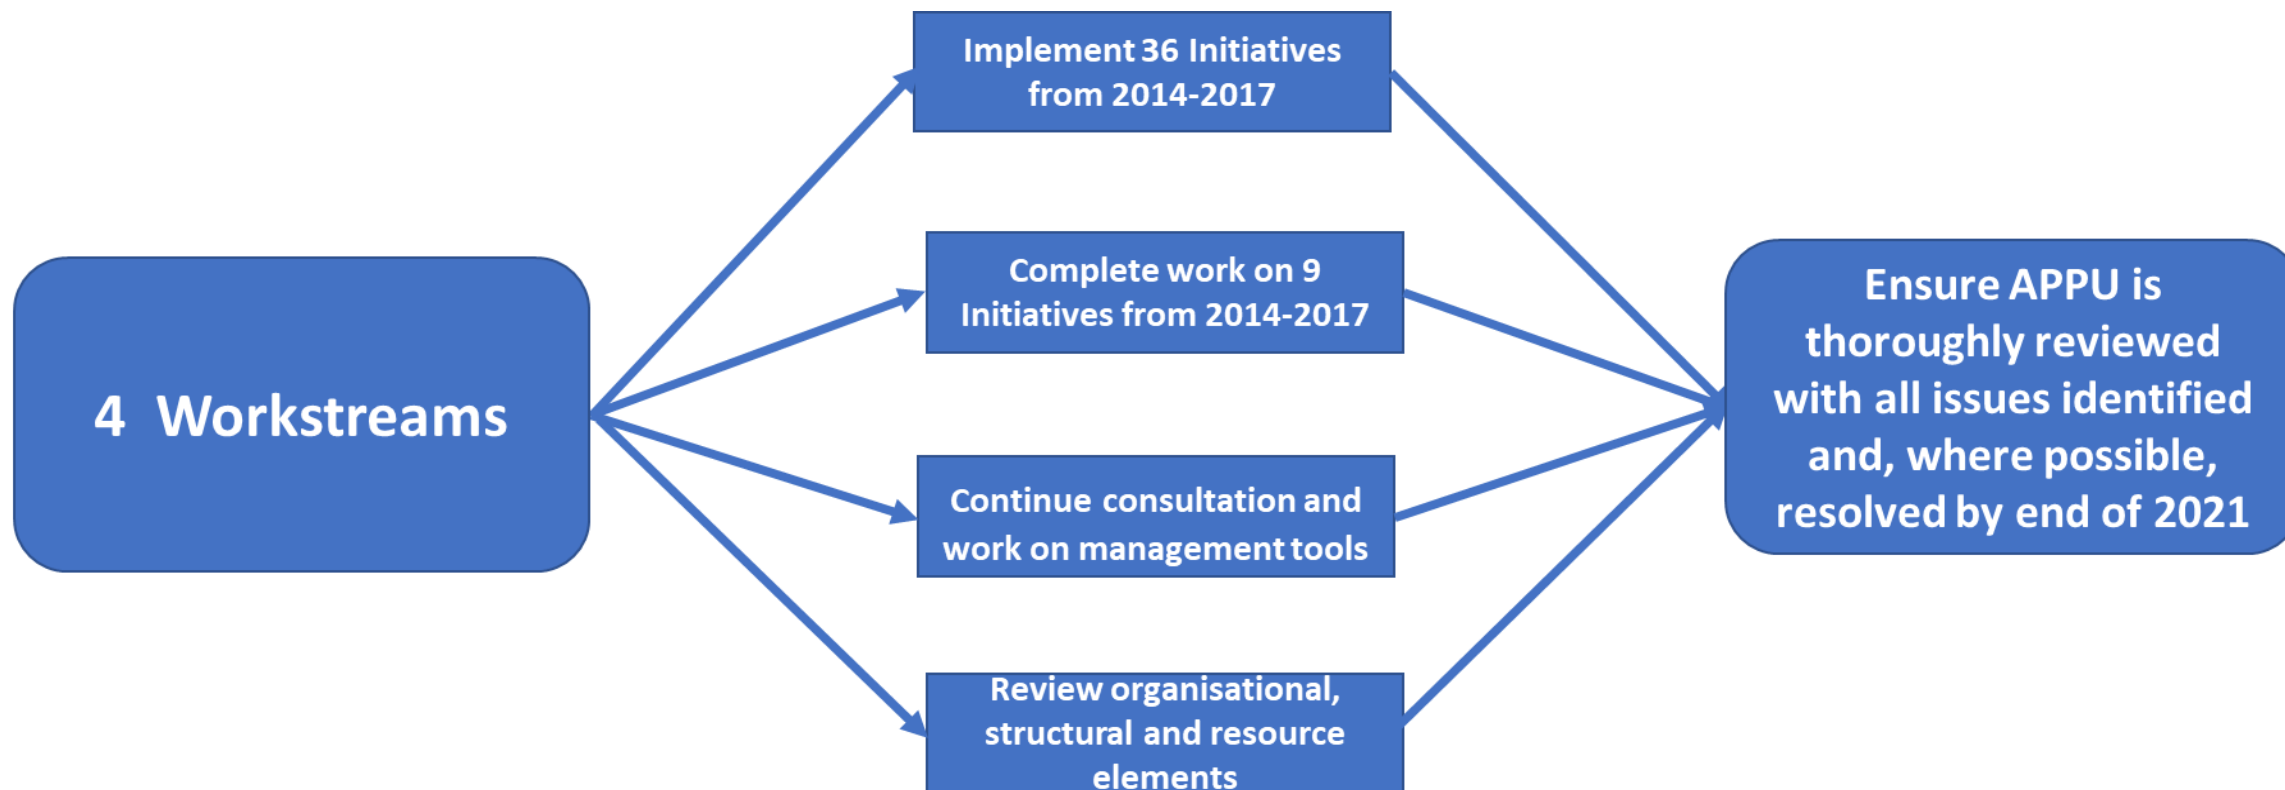 4 Workstreams
Implement 36 Initiatives
from 2014-2017
Complete work on 9
Initiatives from 2014-2017
Continue consultation and
work on management tools
Review organisational,
structural and resource
elements
Ensure APPU is
thoroughly reviewed
with all issues identified
and, where possible,
resolved by end of 2021